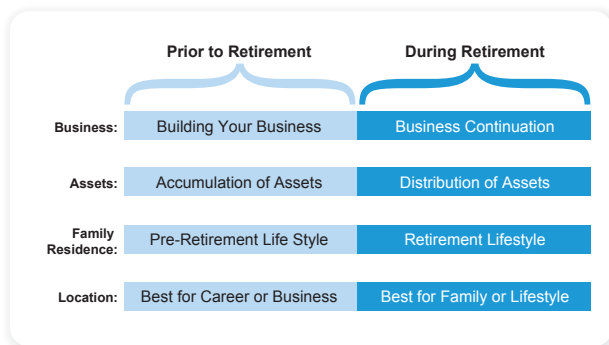 Prior to Retirement During Retirement
Business: Building Your Business Business Continuation
Assets: Accumulation of Assets Distribution of Assets
Family
Residence: Pre-Retirement Life Style Retirement Lifestyle
Location: Best for Career or Business Best for Family or Lifestyle